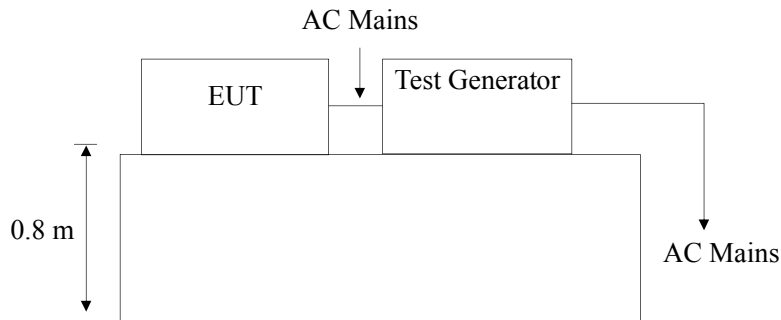 AC Mains
EUT
Test Generator
0.8 m
AC Mains